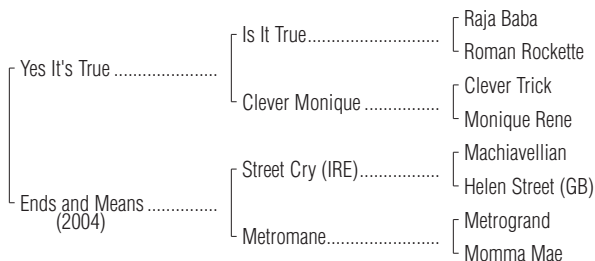 Raja Baba
Is It True
Roman Rockette
Yes It's True
Clever Trick
Clever Monique
Monique Rene
Machiavellian
Street Cry (IRE)
Helen Street (GB)
Ends and Means
(2004)
Metrogrand
Metromane
Momma Mae